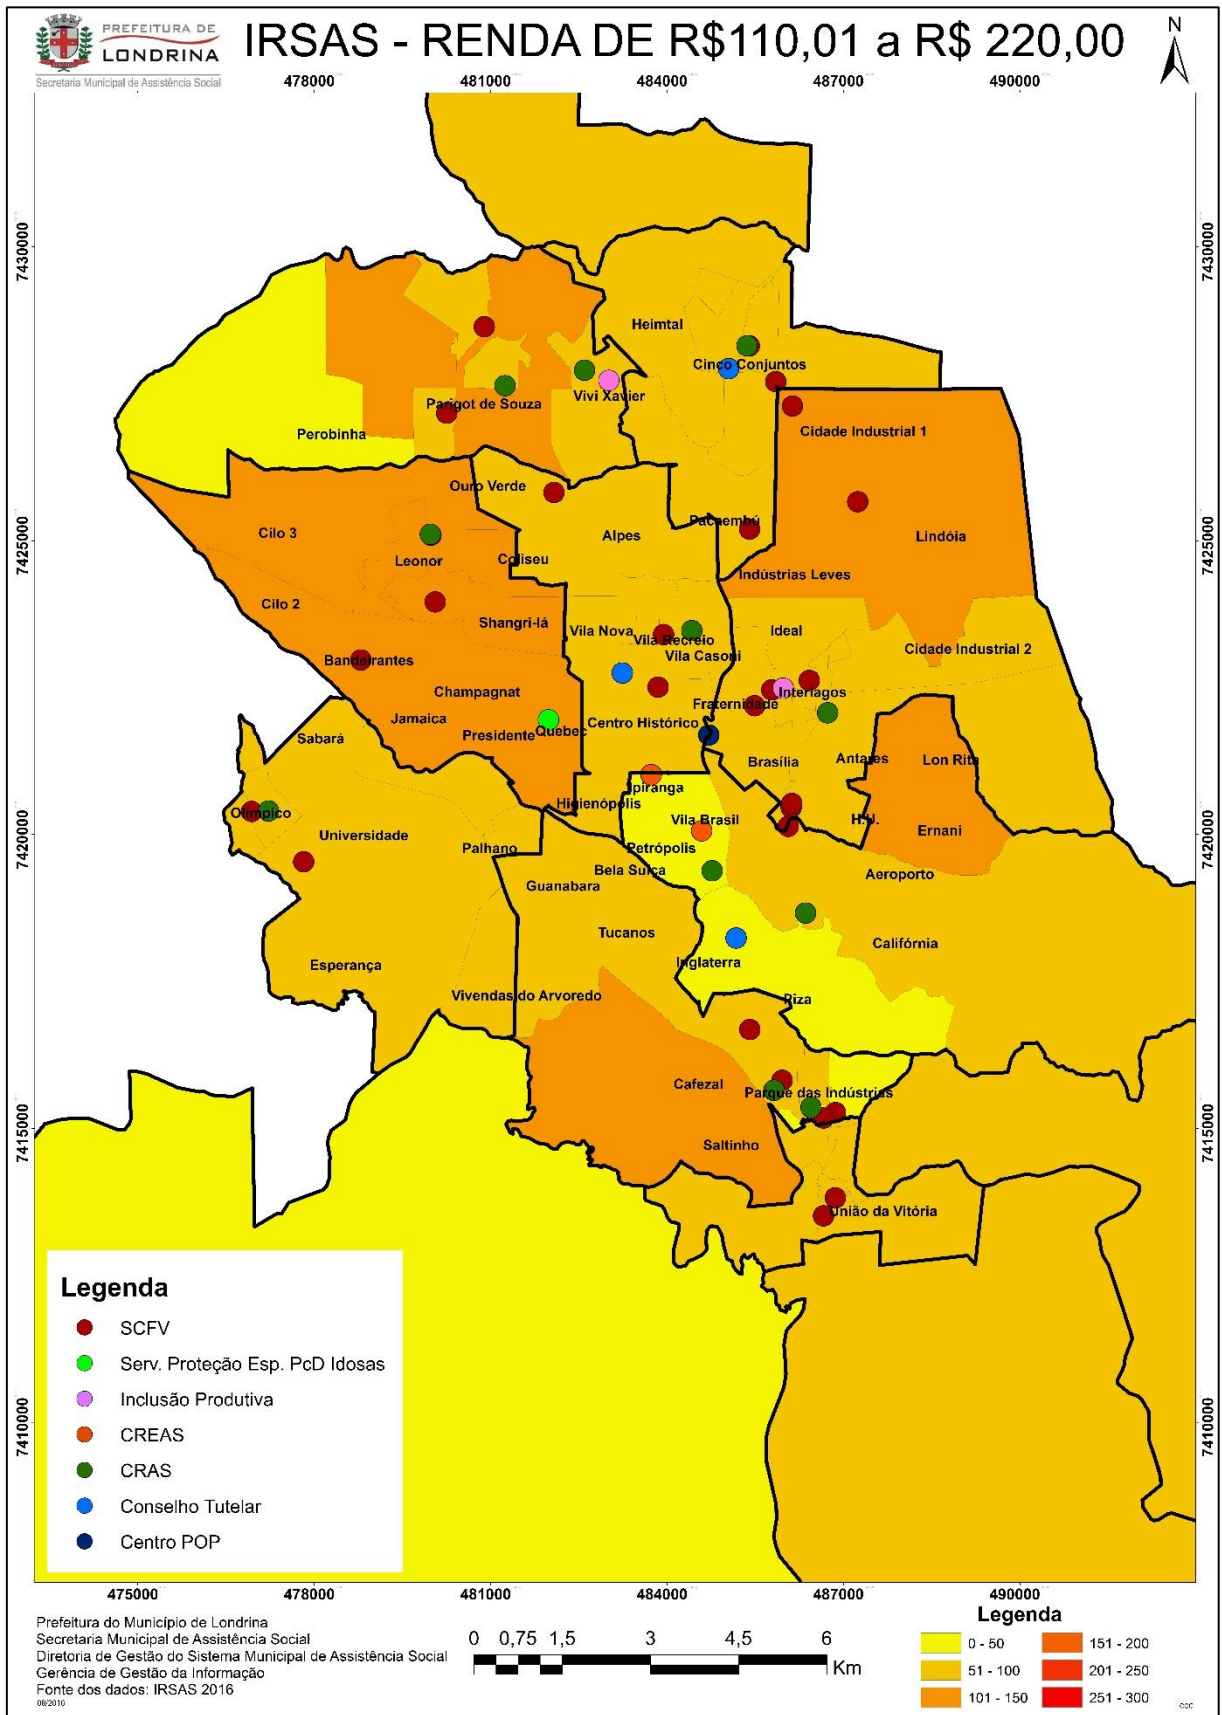 PREFEITURA DE
LONDRINA
Secretaria Municipal de Assistência Social
IRSAS - RENDA DE R$110,01 a R$ 220,00
N
478000
481000
484000
487000
490000
7430000
7430000
Heimtal
Cinco Conjuntos
Vivi Xavier
Parigot de Souza
Perobinha
Cidade Industrial 1
Ouro Verde
Pacaembú
Cilo 3
Alpes
Lindóia
7425000
7425000
Leonor
Coliseu
Indústrias Leves
Cilo 2
Shangri-lá
Vila Nova
Vila Recreio
Ideal
Vila Casoni
Cidade Industrial 2
Bandeirantes
Champagnat
Interlagos
Fraternidade
Jamaica
Centro Histórico
Presidente
Quebec
Sabará
Brasília
Antares
Lon Rita
Ipiranga
Higienópolis
Olímpico
Universidade
Vila Brasil
H.U.
Ernani
7420000
7420000
Palhano
Petrópolis
Bela Suíça
Aeroporto
Guanabara
Tucanos
Califórnia
Esperança
Inglaterra
Vivendas do Arvoredo
Piza
Cafezal
Parque das Indústrias
7415000
7415000
Saltinho
União da Vitória
Legenda
SCFV
Serv. Proteção Esp. PcD Idosas
Inclusão Produtiva
CREAS
CRAS
Conselho Tutelar
Centro POP
7410000
7410000
475000
478000
481000
484000
487000
490000
Prefeitura do Município de Londrina
Secretaria Municipal de Assistência Social
Diretoria de Gestão do Sistema Municipal de Assistência Social
Gerência de Gestão da Informação
Fonte dos dados: IRSAS 2016
08/2016
0 0,75 1,5 3 4,5 6
Km
Legenda
0 - 50
51 - 100
101 - 150
151 - 200
201 - 250
251 - 300